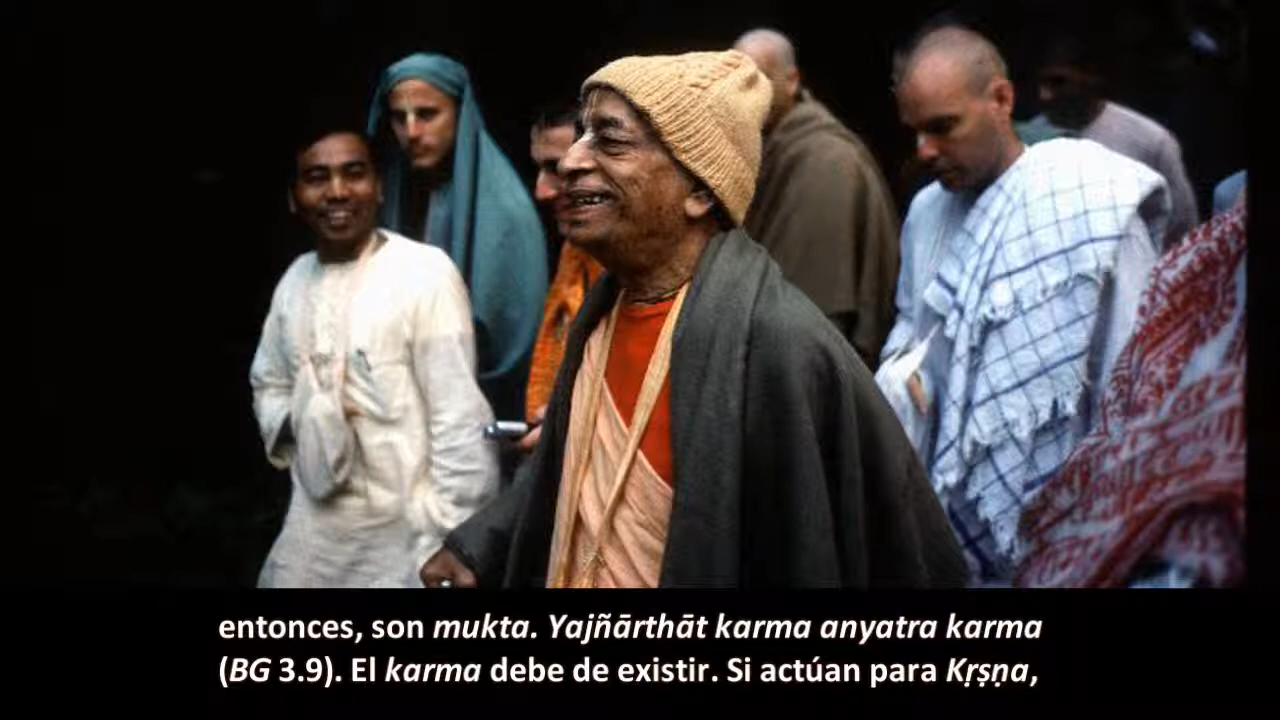 entonces, son mukta. Yajñārthāt karma anyatra karma
(BG 3.9). El karma debe de existir. Si actúan para Kṛṣṇa,